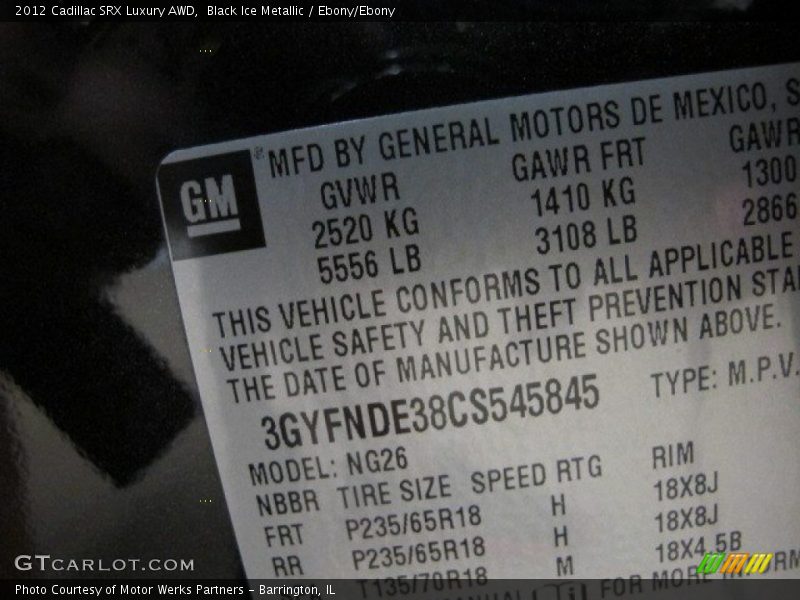 2012 Cadillac SRX Luxury AWD,  Black Ice Metallic / Ebony/Ebony
GM ® MFD BY GENERAL MOTORS DE MEXICO, S
GVWR GAWR FRT GAWR
2520 KG 1410 KG 1300
5556 LB 3108 LB 2866
THIS VEHICLE CONFORMS TO ALL APPLICABLE
VEHICLE SAFETY AND THEFT PREVENTION STA
THE DATE OF MANUFACTURE SHOWN ABOVE.
3GYFNDE38CS545845 TYPE: M.P.V.
MODEL: NG26
NBBR TIRE SIZE SPEED RTG RIM
FRT P235/65R18 H 18X8J
RR P235/65R18 H 18X8J
T135/70R18 M 18X4.5B
FOR MORE
GTCARLOT.COM
Photo Courtesy of Motor Werks Partners - Barrington, IL